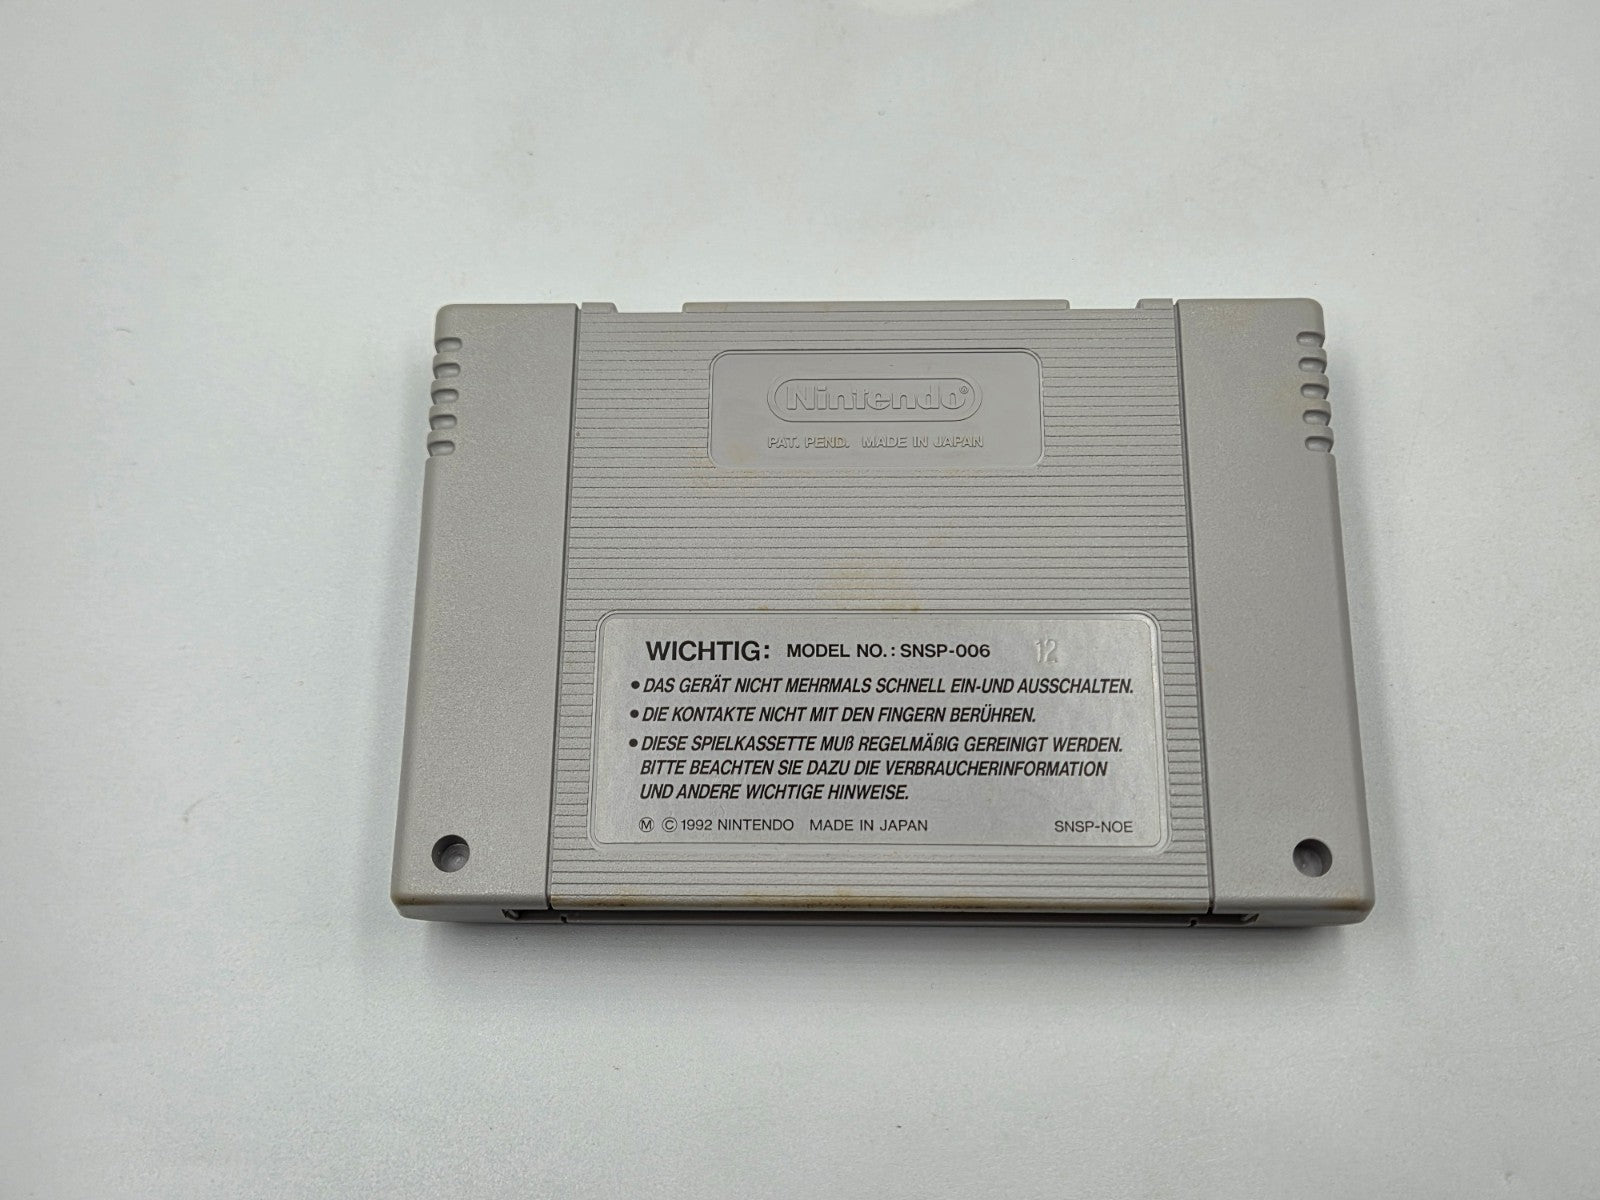 Nintendo®
PAT. PEND. MADE IN JAPAN
WICHTIG: MODEL NO.: SNSP-006 12
• DAS GERÄT NICHT MEHRMALS SCHNELL EIN-UND AUSSCHALTEN.
• DIE KONTAKTE NICHT MIT DEN FINGERN BERÜHREN.
• DIESE SPIELKASSETTE MUß REGELMÄßIG GEREINIGT WERDEN.
BITTE BEACHTEN SIE DAZU DIE VERBRAUCHERINFORMATION
UND ANDERE WICHTIGE HINWEISE.
Ⓜ © 1992 NINTENDO MADE IN JAPAN SNSP-NOE